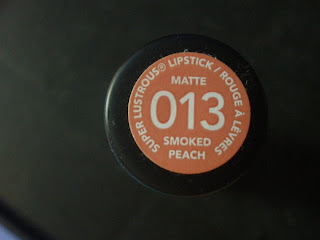 SUPER LUSTROUS® LIPSTICK / ROUGE À LÈVRES
MATTE
013
SMOKED
PEACH